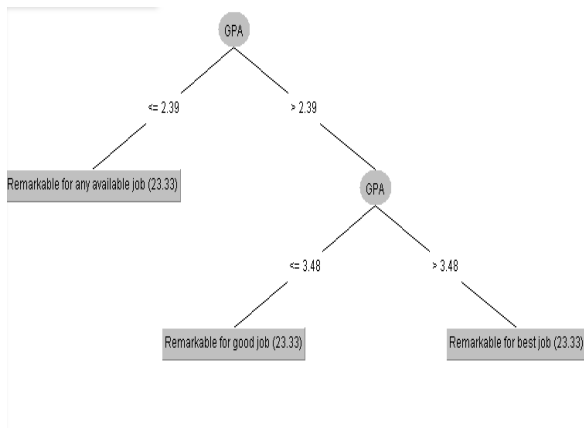 GPA
<= 2.39
> 2.39
Remarkable for any available job (23.33)
GPA
<= 3.48
> 3.48
Remarkable for good job (23.33)
Remarkable for best job (23.33)